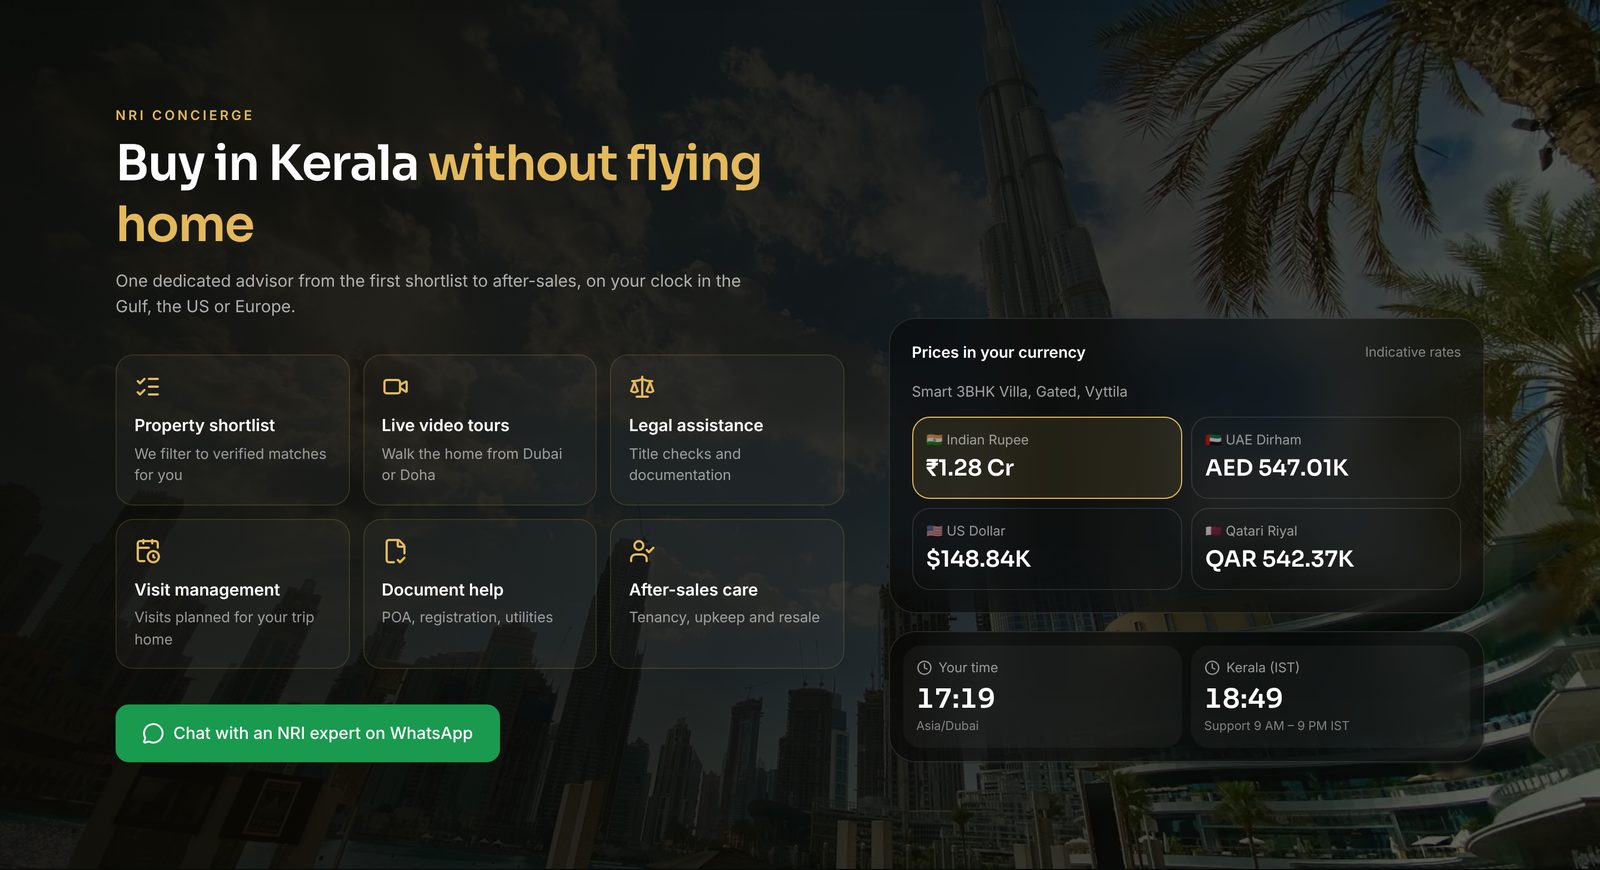 NRI CONCIERGE
Buy in Kerala without flying
home
One dedicated advisor from the first shortlist to after-sales, on your clock in the
Gulf, the US or Europe.
Property shortlist
We filter to verified matches
for you
Live video tours
Walk the home from Dubai
or Doha
Legal assistance
Title checks and
documentation
Visit management
Visits planned for your trip
home
Document help
POA, registration, utilities
After-sales care
Tenancy, upkeep and resale
Chat with an NRI expert on WhatsApp
Prices in your currency
Indicative rates
Smart 3BHK Villa, Gated, Vyttila
Indian Rupee
₹1.28 Cr
UAE Dirham
AED 547.01K
US Dollar
$148.84K
Qatari Riyal
QAR 542.37K
Your time
17:19
Asia/Dubai
Kerala (IST)
18:49
Support 9 AM – 9 PM IST